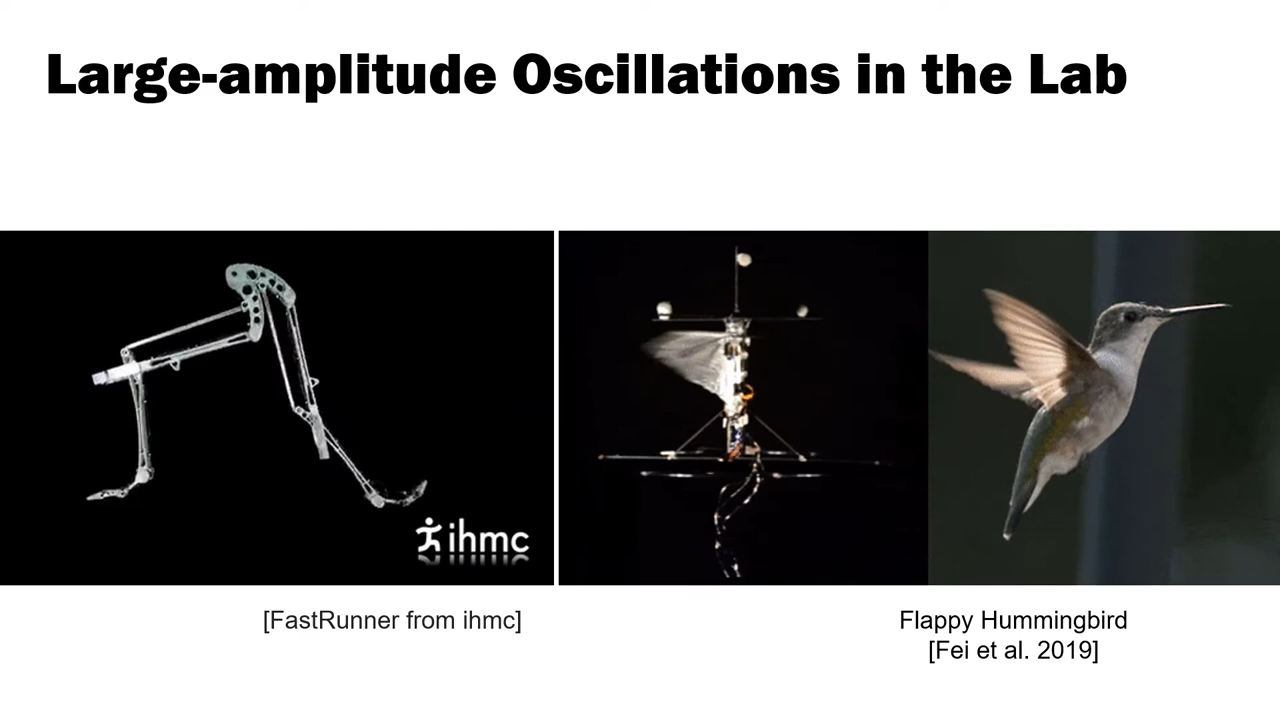 Large-amplitude Oscillations in the Lab
ihmc
[FastRunner from ihmc]
Flappy Hummingbird
[Fei et al. 2019]